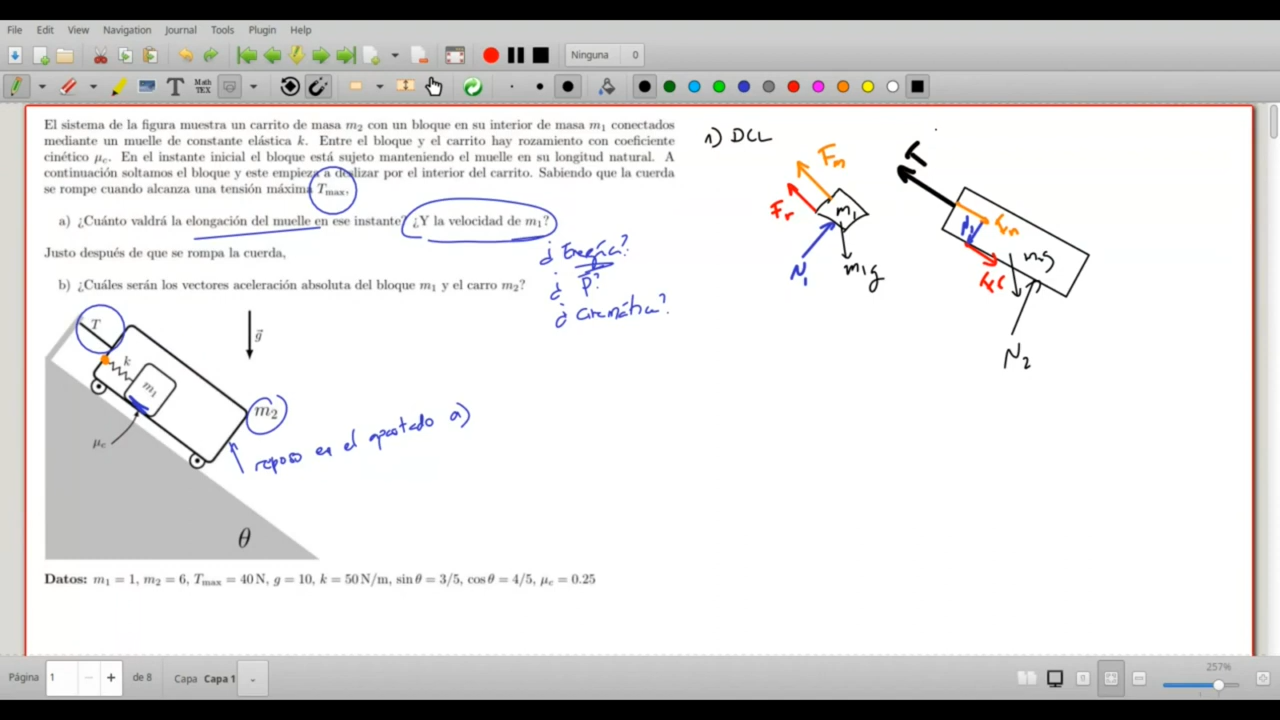 File Edit View Navigation Journal Tools Plugin Help
Ninguna 0
T Math TEX
El sistema de la figura muestra un carrito de masa m₂ con un bloque en su interior de masa m₁ conectados
mediante un muelle de constante elástica k. Entre el bloque y el carrito hay rozamiento con coeficiente
cinético μc. En el instante inicial el bloque está sujeto manteniendo el muelle en su longitud natural. A
continuación soltamos el bloque y este empieza a deslizar por el interior del carrito. Sabiendo que la cuerda
se rompe cuando alcanza una tensión máxima Tmax,
a) ¿Cuánto valdrá la elongación del muelle en ese instante? ¿Y la velocidad de m₁?
Justo después de que se rompa la cuerda,
b) ¿Cuáles serán los vectores aceleración absoluta del bloque m₁ y el carro m₂?
¿ Energía?
¿ P?
¿ Cinemática?
T
k
m₁
m₂
μc
g⃗
θ
reposo en el apartado a)
Datos: m₁ = 1, m₂ = 6, Tmax = 40 N, g = 10, k = 50 N/m, sin θ = 3/5, cos θ = 4/5, μc = 0.25
1) DCL
Fm
Fr
m₁
N₁
m₁g
T
Fm
N₁
Fr
N₂
Página 1 de 8 Capa Capa 1
257%